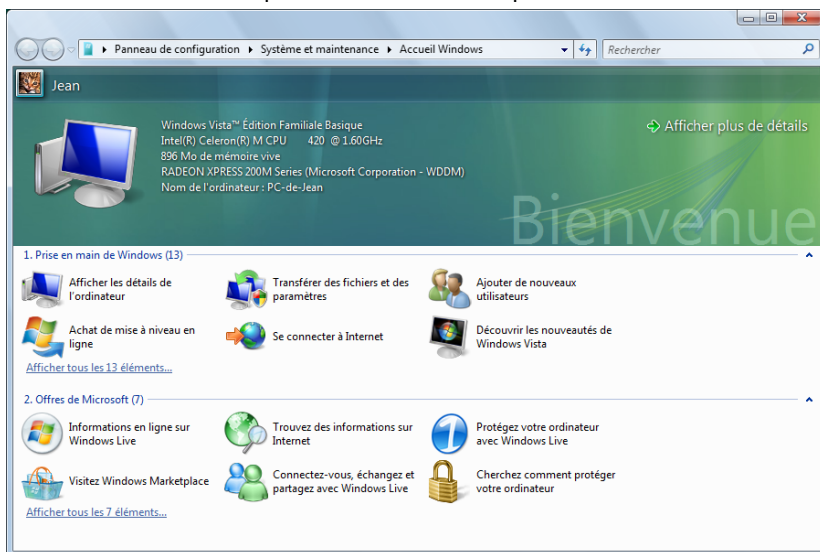 Panneau de configuration ▸ Système et maintenance ▸ Accueil Windows
Rechercher
Jean
Windows Vista™ Édition Familiale Basique
Intel(R) Celeron(R) M CPU 420 @ 1.60GHz
896 Mo de mémoire vive
RADEON XPRESS 200M Series (Microsoft Corporation - WDDM)
Nom de l'ordinateur : PC-de-Jean
Afficher plus de détails
Bienvenue
1. Prise en main de Windows (13)
Afficher les détails de
l'ordinateur
Transférer des fichiers et des
paramètres
Ajouter de nouveaux
utilisateurs
Achat de mise à niveau en
ligne
Se connecter à Internet
Découvrir les nouveautés de
Windows Vista
Afficher tous les 13 éléments...
2. Offres de Microsoft (7)
Informations en ligne sur
Windows Live
Trouvez des informations sur
Internet
Protégez votre ordinateur
avec Windows Live
Visitez Windows Marketplace
Connectez-vous, échangez et
partagez avec Windows Live
Cherchez comment protéger
votre ordinateur
Afficher tous les 7 éléments...